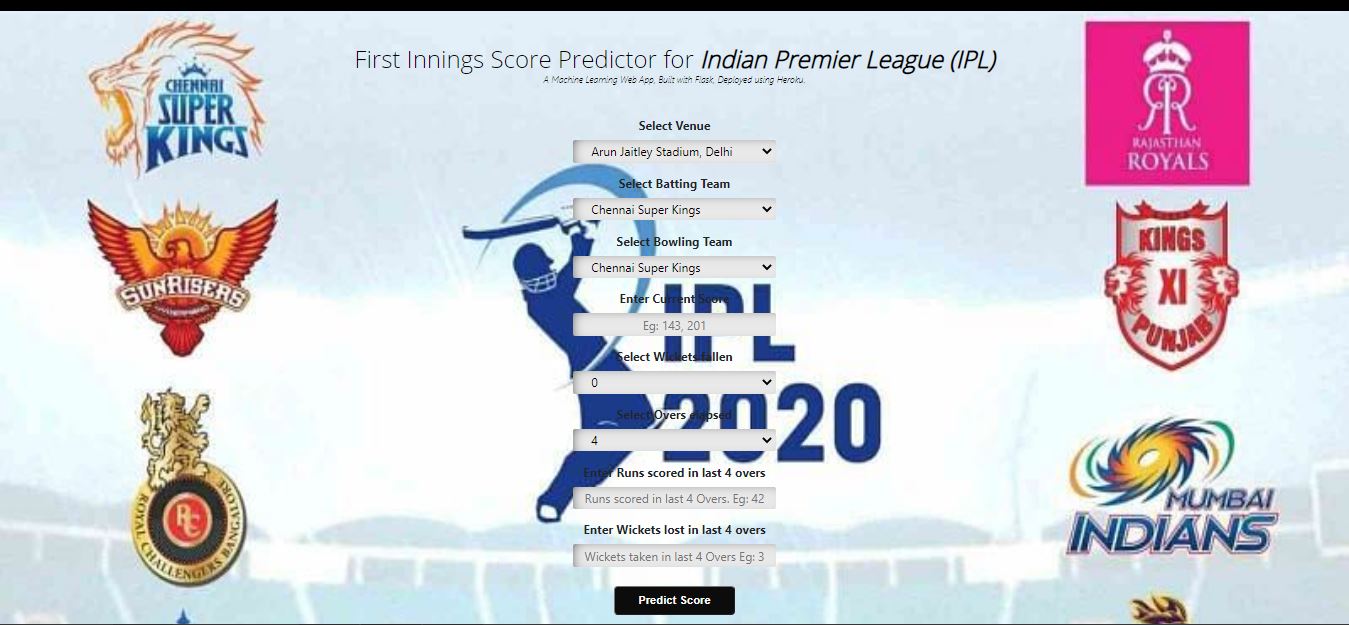 First Innings Score Predictor for Indian Premier League (IPL)
A Machine Learning Web App, Built with Flask, Deployed using Heroku.
CHENNAI
SUPER
KINGS
RAJASTHAN
ROYALS
SUNRISERS
KINGS
XI
PUNJAB
ROYAL CHALLENGERS BANGALORE
RC
MUMBAI
INDIANS
IPL
2020
Select Venue
Arun Jaitley Stadium, Delhi
Select Batting Team
Chennai Super Kings
Select Bowling Team
Chennai Super Kings
Enter Current Score
Eg: 143, 201
Select Wickets fallen
0
Select Overs elapsed
4
Enter Runs scored in last 4 overs
Runs scored in last 4 Overs. Eg: 42
Enter Wickets lost in last 4 overs
Wickets taken in last 4 Overs Eg: 3
Predict Score